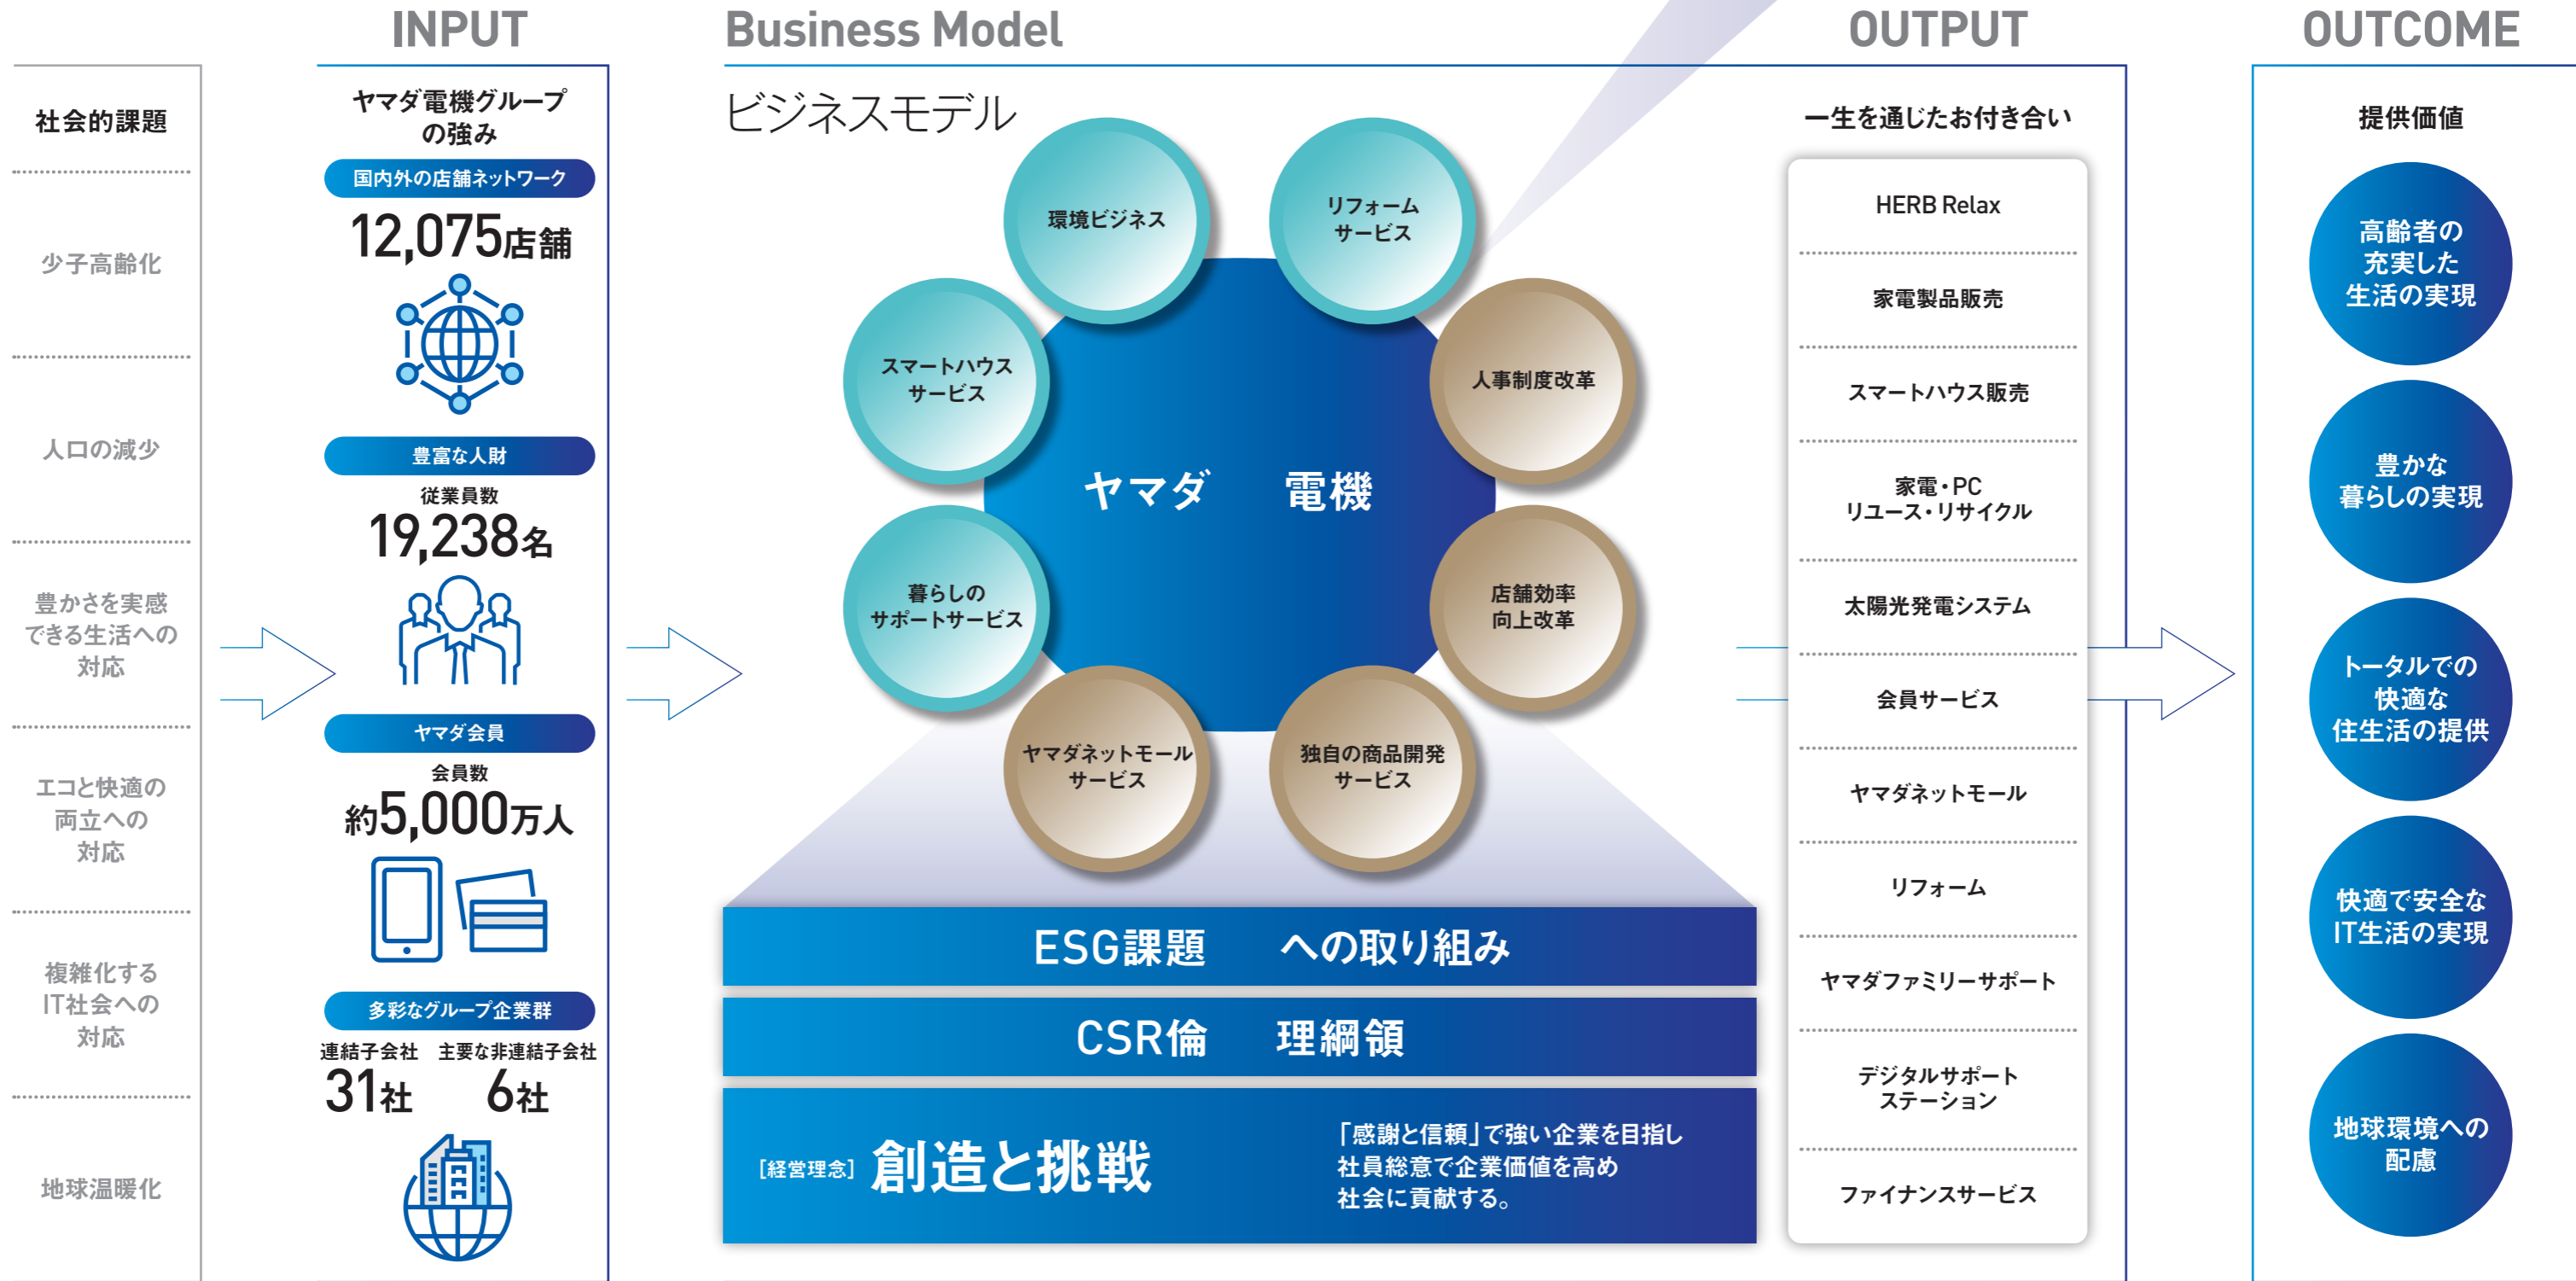 社会的課題
少子高齢化
人口の減少
豊かさを実感
できる生活への
対応
エコと快適の
両立への
対応
複雑化する
IT社会への
対応
地球温暖化
INPUT
ヤマダ電機グループ
の強み
国内外の店舗ネットワーク
12,075店舗
豊富な人財
従業員数
19,238名
ヤマダ会員
会員数
約5,000万人
多彩なグループ企業群
連結子会社 主要な非連結子会社
31社 6社
Business Model
ビジネスモデル
環境ビジネス
リフォーム
サービス
スマートハウス
サービス
人事制度改革
ヤマダ 電機
暮らしの
サポートサービス
店舗効率
向上改革
ヤマダネットモール
サービス
独自の商品開発
サービス
ESG課題 への取り組み
CSR倫 理綱領
[経営理念] 創造と挑戦
「感謝と信頼」で強い企業を目指し
社員総意で企業価値を高め
社会に貢献する。
OUTPUT
一生を通じたお付き合い
HERB Relax
家電製品販売
スマートハウス販売
家電・PC
リユース・リサイクル
太陽光発電システム
会員サービス
ヤマダネットモール
リフォーム
ヤマダファミリーサポート
デジタルサポート
ステーション
ファイナンスサービス
OUTCOME
提供価値
高齢者の
充実した
生活の実現
豊かな
暮らしの実現
トータルでの
快適な
住生活の提供
快適で安全な
IT生活の実現
地球環境への
配慮